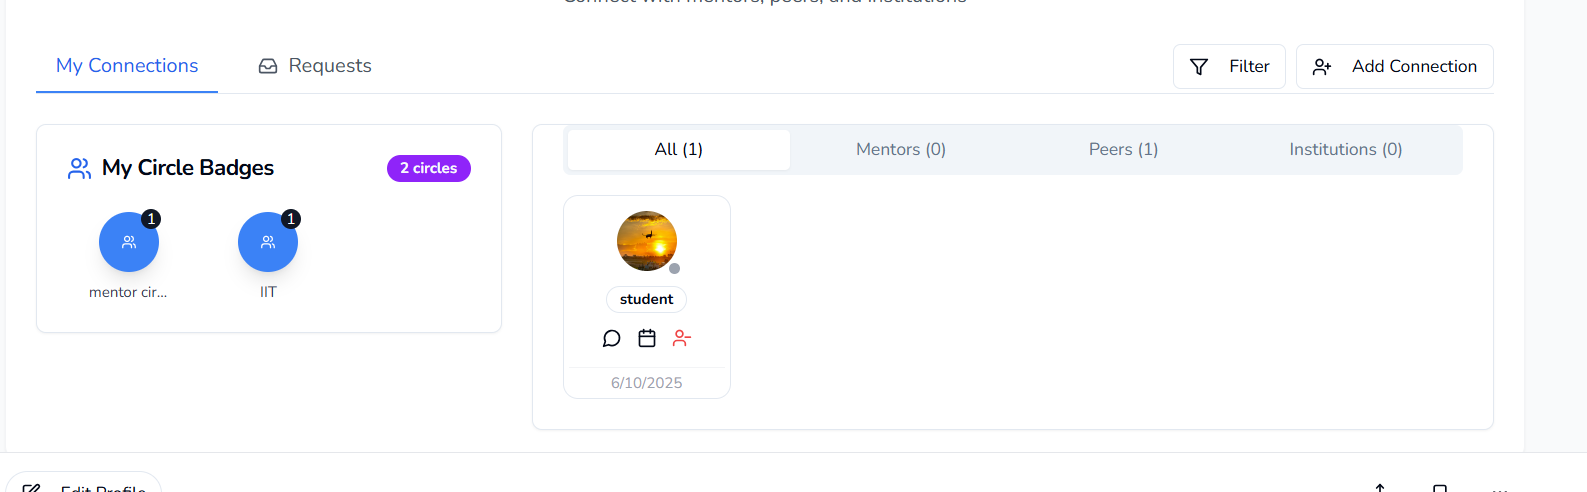 Connect with mentors, peers, and institutions
My Connections
Requests
Filter
Add Connection
My Circle Badges
2 circles
1
1
mentor cir...
IIT
All (1)
Mentors (0)
Peers (1)
Institutions (0)
student
6/10/2025
Edit Profile